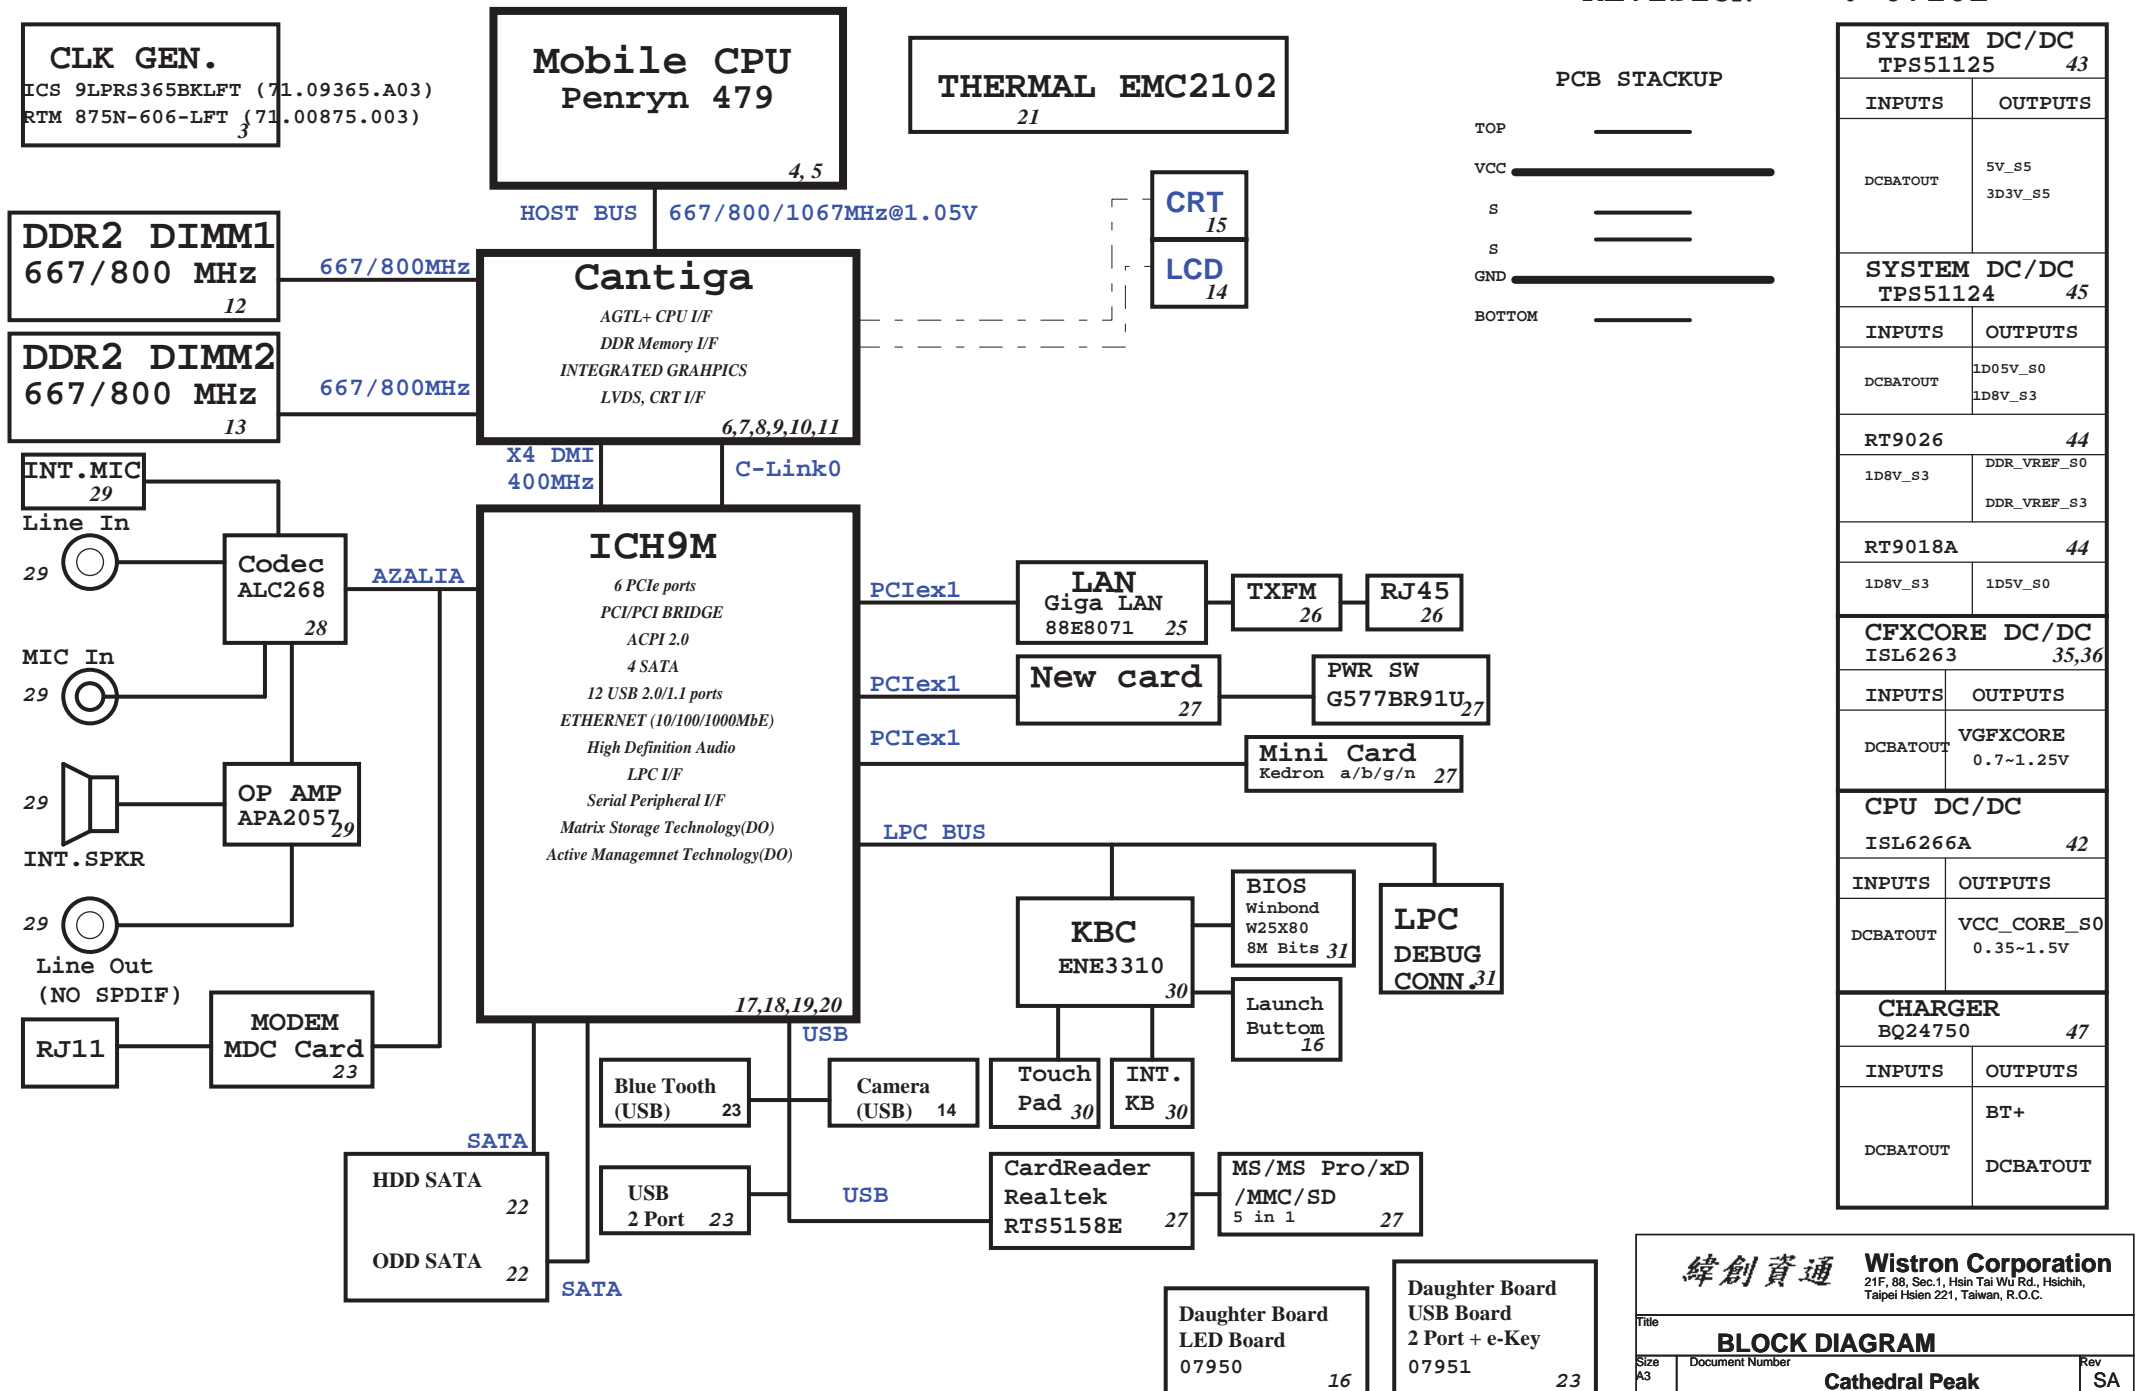 CLK GEN.
ICS 9LPRS365BKLFT (71.09365.A03)
RTM 875N-606-LFT (71.00875.003)
3
Mobile CPU
Penryn 479
4, 5
THERMAL EMC2102
21
HOST BUS
667/800/1067MHz@1.05V
DDR2 DIMM1
667/800 MHz
12
667/800MHz
DDR2 DIMM2
667/800 MHz
13
667/800MHz
Cantiga
AGTL+ CPU I/F
DDR Memory I/F
INTEGRATED GRAHPICS
LVDS, CRT I/F
6,7,8,9,10,11
CRT
15
LCD
14
X4 DMI
400MHz
C-Link0
PCB STACKUP
TOP
VCC
S
S
GND
BOTTOM
INT.MIC
29
Line In
29
Codec
ALC268
28
AZALIA
MIC In
29
29
INT.SPKR
OP AMP
APA2057
29
29
Line Out
(NO SPDIF)
RJ11
MODEM
MDC Card
23
ICH9M
6 PCIe ports
PCI/PCI BRIDGE
ACPI 2.0
4 SATA
12 USB 2.0/1.1 ports
ETHERNET (10/100/1000MbE)
High Definition Audio
LPC I/F
Serial Peripheral I/F
Matrix Storage Technology(DO)
Active Managemnet Technology(DO)
17,18,19,20
PCIex1
LAN
Giga LAN
88E8071
25
TXFM
26
RJ45
26
PCIex1
New card
27
PWR SW
G577BR91U
27
PCIex1
Mini Card
Kedron a/b/g/n
27
LPC BUS
KBC
ENE3310
30
BIOS
Winbond
W25X80
8M Bits
31
LPC
DEBUG
CONN.
31
Launch
Buttom
16
Touch
Pad
30
INT.
KB
30
USB
Blue Tooth
(USB)
23
Camera
(USB)
14
SATA
HDD SATA
22
ODD SATA
22
SATA
USB
2 Port
23
USB
CardReader
Realtek
RTS5158E
27
MS/MS Pro/xD
/MMC/SD
5 in 1
27
Daughter Board
LED Board
07950
16
Daughter Board
USB Board
2 Port + e-Key
07951
23
SYSTEM DC/DC
TPS51125
43
INPUTS
OUTPUTS
DCBATOUT
5V_S5
3D3V_S5
SYSTEM DC/DC
TPS51124
45
INPUTS
OUTPUTS
DCBATOUT
1D05V_S0
1D8V_S3
RT9026
44
1D8V_S3
DDR_VREF_S0
DDR_VREF_S3
RT9018A
44
1D8V_S3
1D5V_S0
CFXCORE DC/DC
ISL6263
35,36
INPUTS
OUTPUTS
DCBATOUT
VGFXCORE
0.7~1.25V
CPU DC/DC
ISL6266A
42
INPUTS
OUTPUTS
DCBATOUT
VCC_CORE_S0
0.35~1.5V
CHARGER
BQ24750
47
INPUTS
OUTPUTS
DCBATOUT
BT+
DCBATOUT
緯創資通
Wistron Corporation
21F, 88, Sec.1, Hsin Tai Wu Rd., Hsichih,
Taipei Hsien 221, Taiwan, R.O.C.
Title
BLOCK DIAGRAM
Size
A3
Document Number
Cathedral Peak
Rev
SA